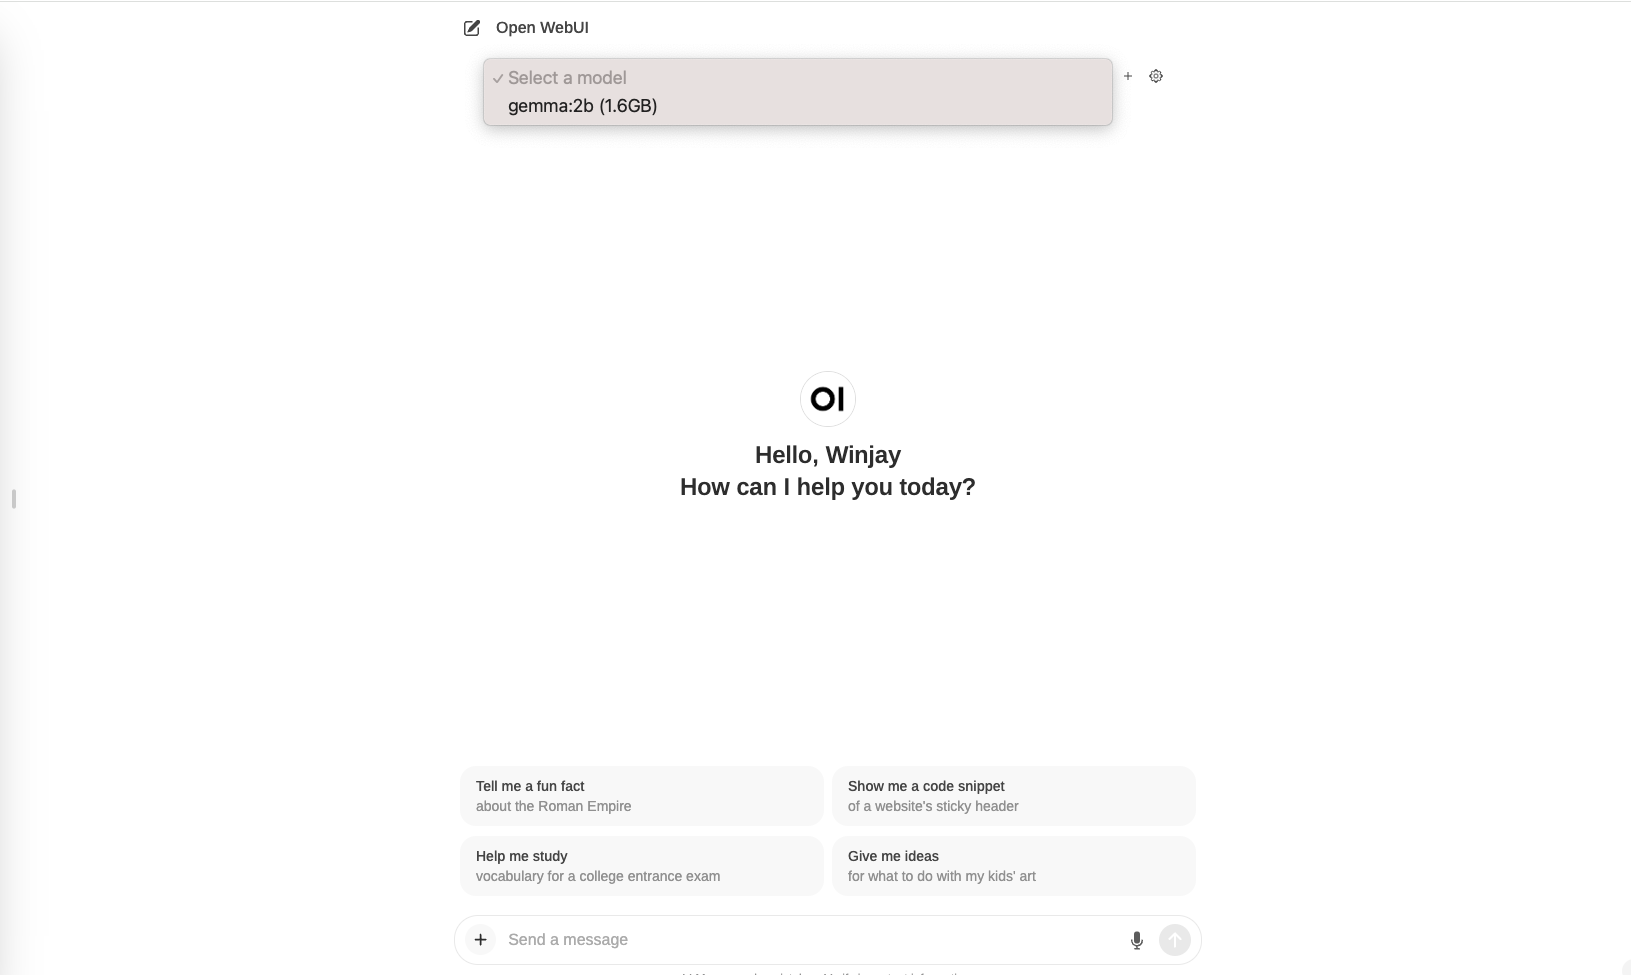 Open WebUI
Select a model
gemma:2b (1.6GB)
OI
Hello, Winjay
How can I help you today?
Tell me a fun fact
about the Roman Empire
Show me a code snippet
of a website's sticky header
Help me study
vocabulary for a college entrance exam
Give me ideas
for what to do with my kids' art
Send a message